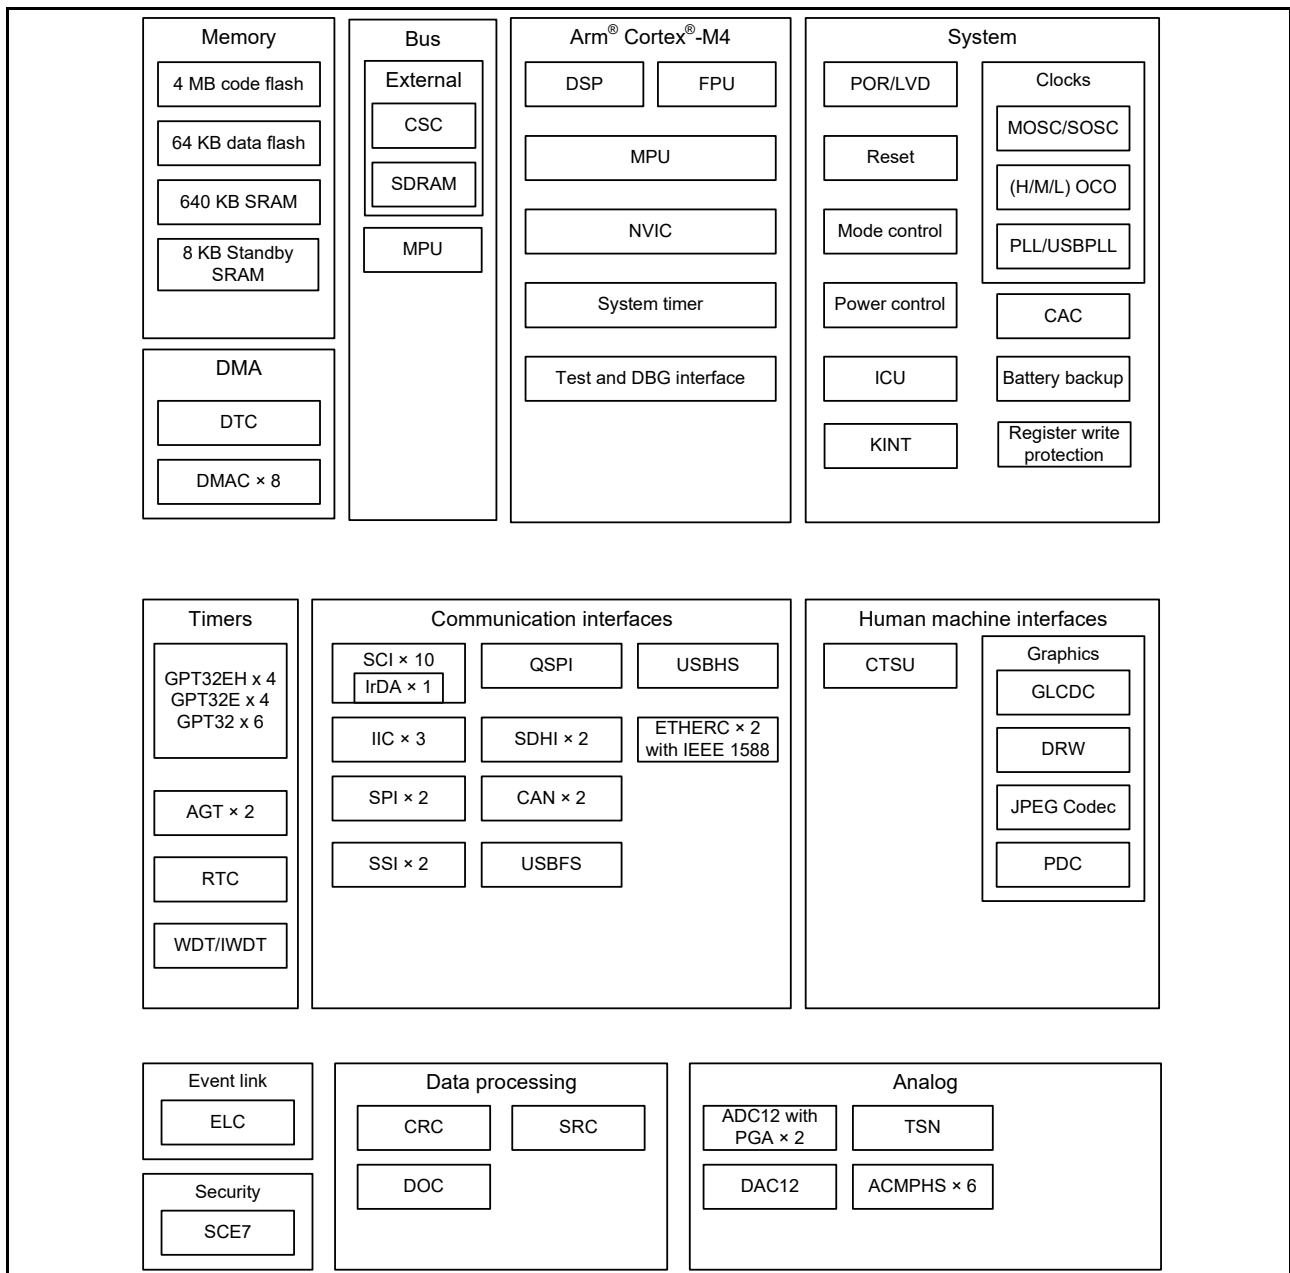 Memory
4 MB code flash
64 KB data flash
640 KB SRAM
8 KB Standby
SRAM
DMA
DTC
DMAC × 8
Bus
External
CSC
SDRAM
MPU
Arm® Cortex®-M4
DSP
FPU
MPU
NVIC
System timer
Test and DBG interface
System
POR/LVD
Reset
Mode control
Power control
ICU
KINT
Clocks
MOSC/SOSC
(H/M/L) OCO
PLL/USBPLL
CAC
Battery backup
Register write
protection
Timers
GPT32EH x 4
GPT32E x 4
GPT32 x 6
AGT × 2
RTC
WDT/IWDT
Communication interfaces
SCI × 10
IrDA × 1
IIC × 3
SPI × 2
SSI × 2
QSPI
SDHI × 2
CAN × 2
USBFS
USBHS
ETHERC × 2
with IEEE 1588
Human machine interfaces
CTSU
Graphics
GLCDC
DRW
JPEG Codec
PDC
Event link
ELC
Security
SCE7
Data processing
CRC
SRC
DOC
Analog
ADC12 with
PGA × 2
TSN
DAC12
ACMPHS × 6